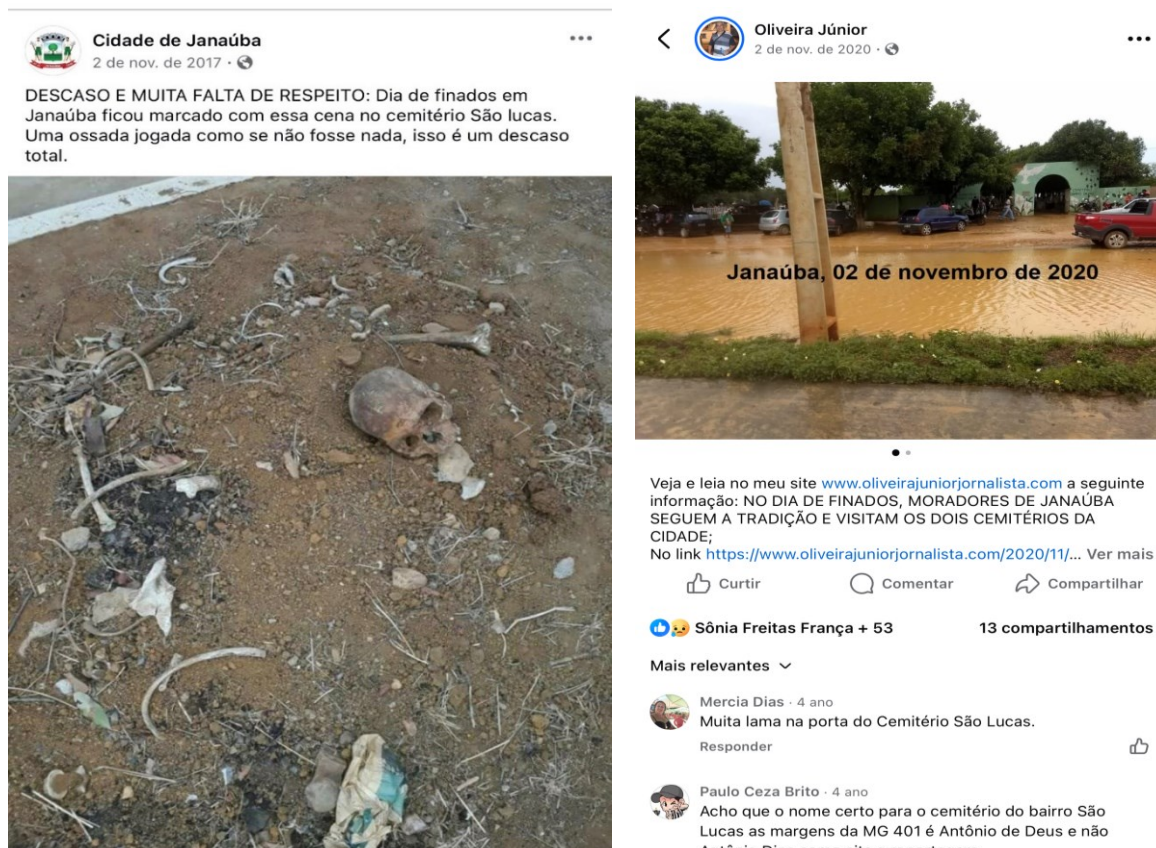 Cidade de Janaúba
2 de nov. de 2017 ·
DESCASO E MUITA FALTA DE RESPEITO: Dia de finados em
Janaúba ficou marcado com essa cena no cemitério São lucas.
Uma ossada jogada como se não fosse nada, isso é um descaso
total.
Oliveira Júnior
2 de nov. de 2020 ·
Janaúba, 02 de novembro de 2020
Veja e leia no meu site www.oliveirajuniorjornalista.com a seguinte
informação: NO DIA DE FINADOS, MORADORES DE JANAÚBA
SEGUEM A TRADIÇÃO E VISITAM OS DOIS CEMITÉRIOS DA
CIDADE;
No link https://www.oliveirajuniorjornalista.com/2020/11/... Ver mais
Curtir Comentar Compartilhar
Sônia Freitas França + 53 13 compartilhamentos
Mais relevantes
Mercia Dias · 4 ano
Muita lama na porta do Cemitério São Lucas.
Responder
Paulo Ceza Brito · 4 ano
Acho que o nome certo para o cemitério do bairro São
Lucas as margens da MG 401 é Antônio de Deus e não